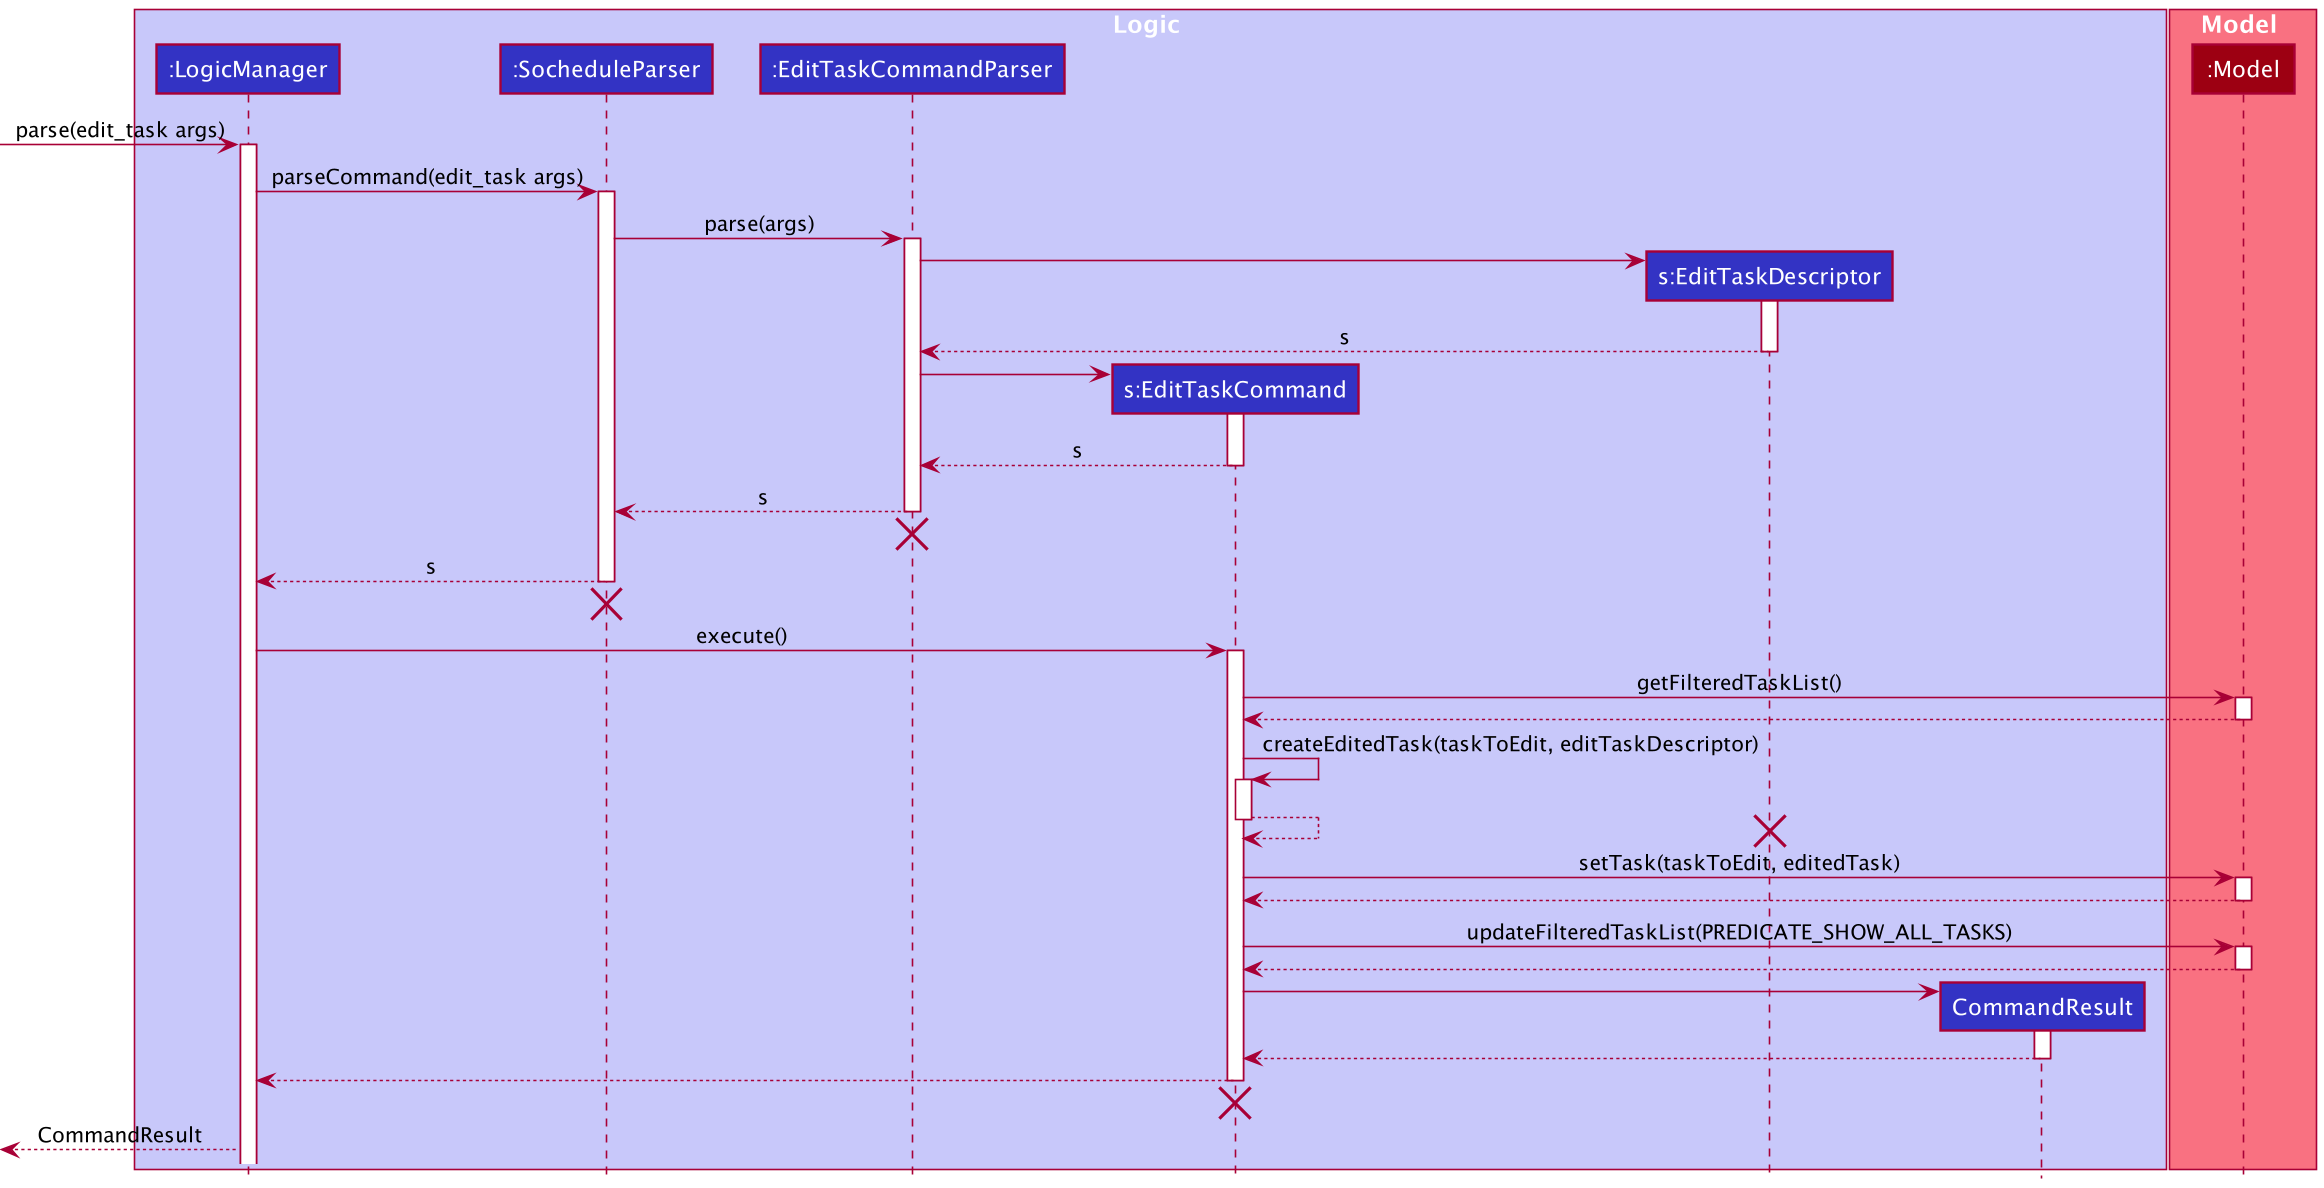 Logic
Model
:LogicManager
:SocheduleParser
:EditTaskCommandParser
:Model
parse(edit_task args)
parseCommand(edit_task args)
parse(args)
s:EditTaskDescriptor
s
s:EditTaskCommand
s
s
s
execute()
getFilteredTaskList()
createEditedTask(taskToEdit, editTaskDescriptor)
setTask(taskToEdit, editedTask)
updateFilteredTaskList(PREDICATE_SHOW_ALL_TASKS)
CommandResult
CommandResult